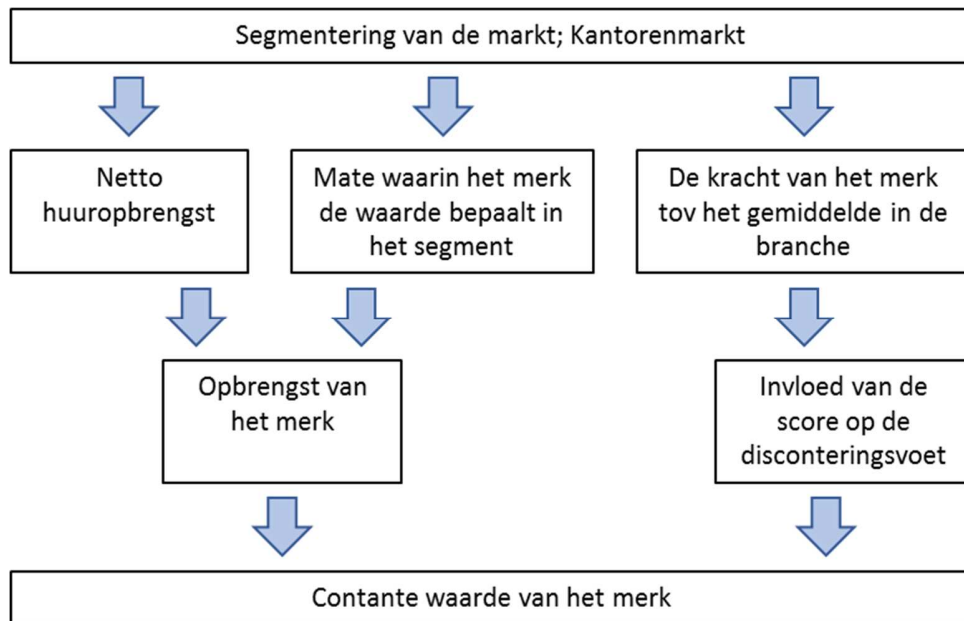 Segmentering van de markt; Kantorenmarkt
Netto
huuropbrengst
Mate waarin het merk
de waarde bepaalt in
het segment
De kracht van het merk
tov het gemiddelde in de
branche
Opbrengst van
het merk
Invloed van de
score op de
disconteringsvoet
Contante waarde van het merk